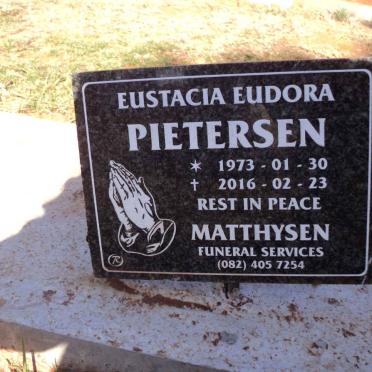 EUSTACIA EUDORA
PIETERSEN
* 1973 - 01 - 30
† 2016 - 02 - 23
REST IN PEACE
MATTHYSEN
FUNERAL SERVICES
(082) 405 7254